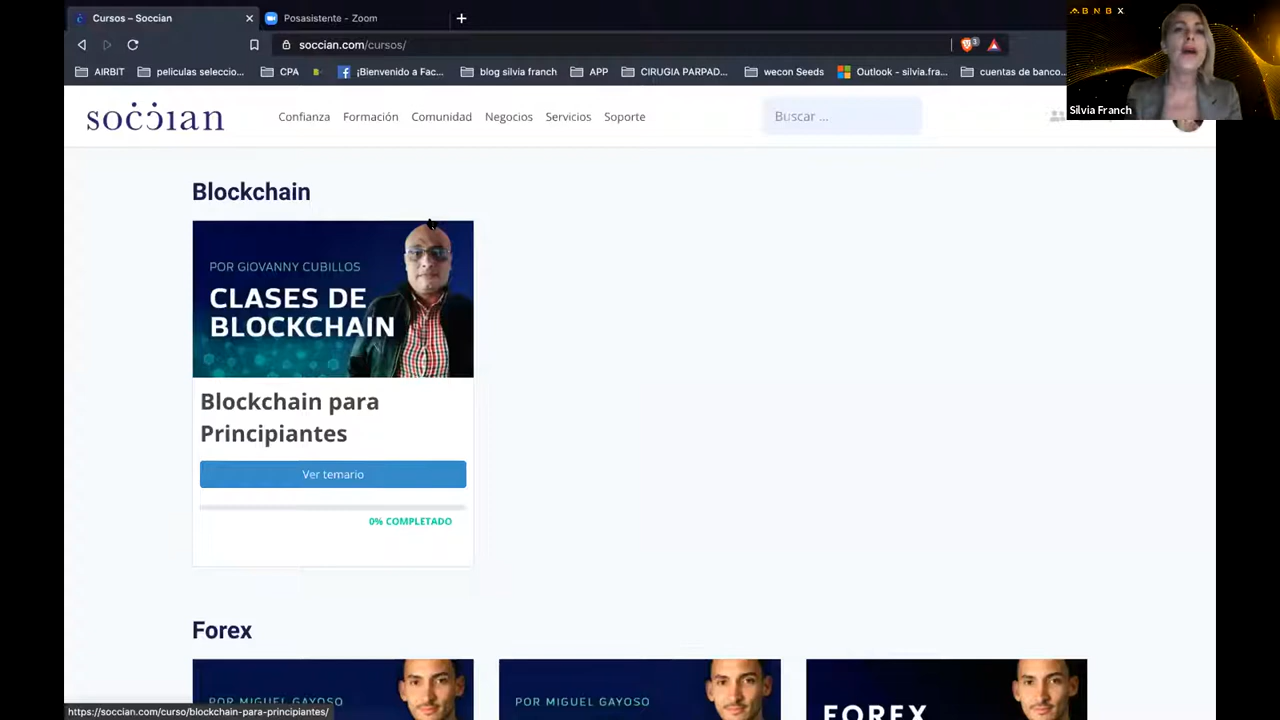 Cursos – Soccian
Posasistente - Zoom
soccian.com/cursos/
3
AIRBIT
peliculas seleccio...
CPA
¡Bienvenido a Fac...
blog silvia franch
APP
CIRUGIA PARPAD...
wecon Seeds
Outlook - silvia.fra...
cuentas de banco...
ABNBX
Silvia Franch
soccian
Confianza
Formación
Comunidad
Negocios
Servicios
Soporte
Buscar ...
Blockchain
POR GIOVANNY CUBILLOS
CLASES DE
BLOCKCHAIN
Blockchain para
Principiantes
Ver temario
0% COMPLETADO
Forex
POR MIGUEL GAYOSO
POR MIGUEL GAYOSO
FOREX
https://soccian.com/curso/blockchain-para-principiantes/